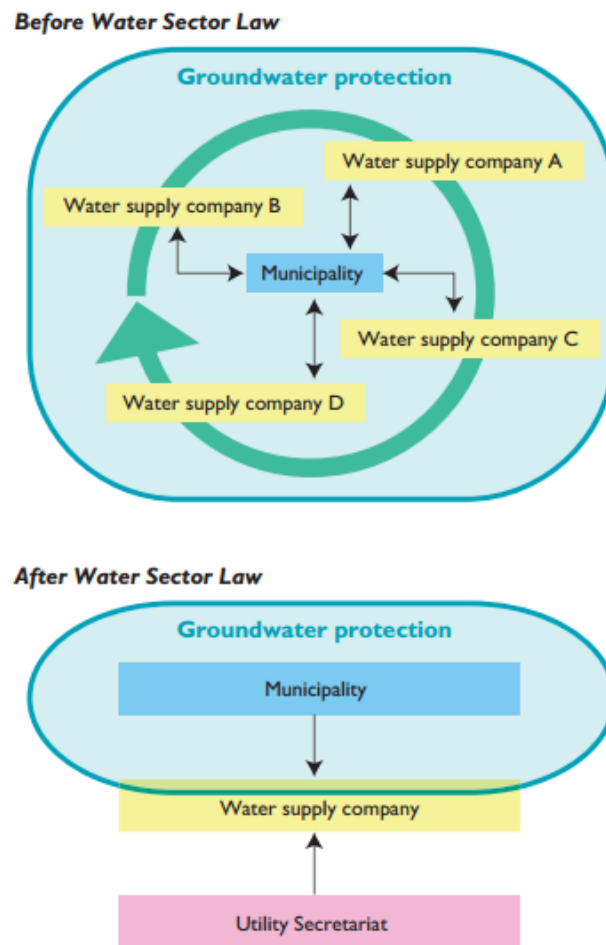 Before Water Sector Law
Groundwater protection
Water supply company A
Water supply company B
Municipality
Water supply company C
Water supply company D
After Water Sector Law
Groundwater protection
Municipality
Water supply company
Utility Secretariat